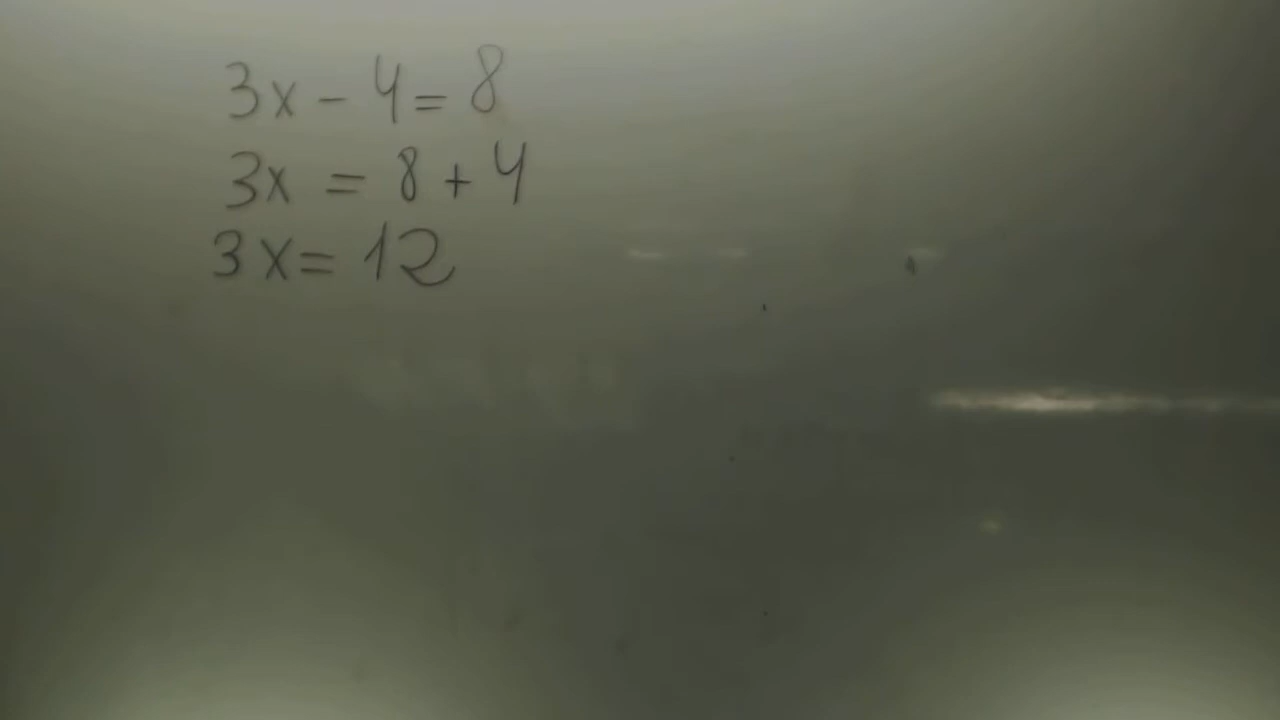 3x - 4 = 8
3x = 8 + 4
3x = 12